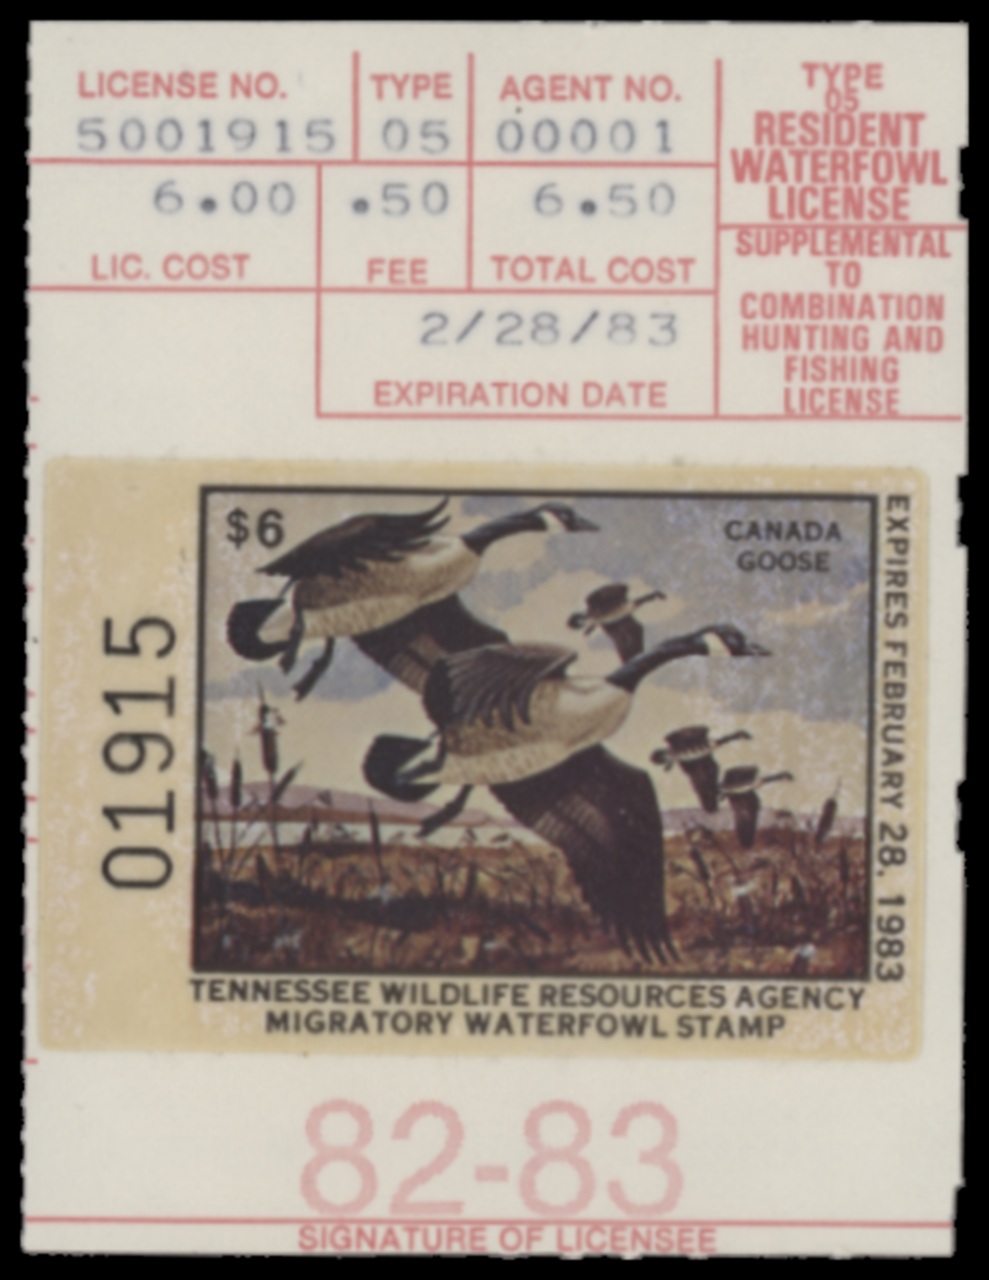 LICENSE NO. TYPE AGENT NO.
5001915 05 00001
6.00 .50 6.50
LIC. COST FEE TOTAL COST
2/28/83
EXPIRATION DATE
TYPE
05
RESIDENT
WATERFOWL
LICENSE
SUPPLEMENTAL
TO
COMBINATION
HUNTING AND
FISHING
LICENSE
01915
$6
CANADA
GOOSE
EXPIRES FEBRUARY 28, 1983
TENNESSEE WILDLIFE RESOURCES AGENCY
MIGRATORY WATERFOWL STAMP
82-83
SIGNATURE OF LICENSEE